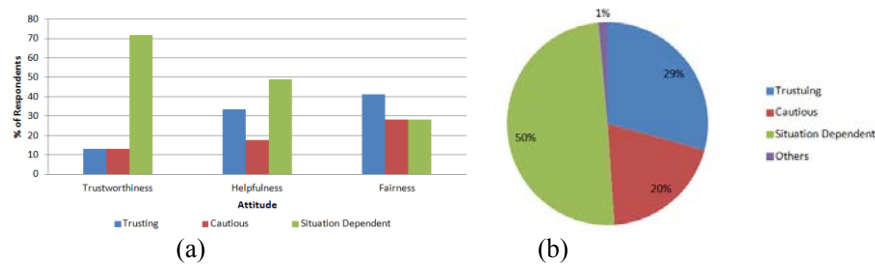 80
70
60
50
40
30
20
10
0
% of Respondents
Trustworthiness Helpfulness Fairness
Attitude
Trusting Cautious Situation Dependent
(a)
1%
29%
50%
20%
Trustuing
Cautious
Situation Dependent
Others
(b)